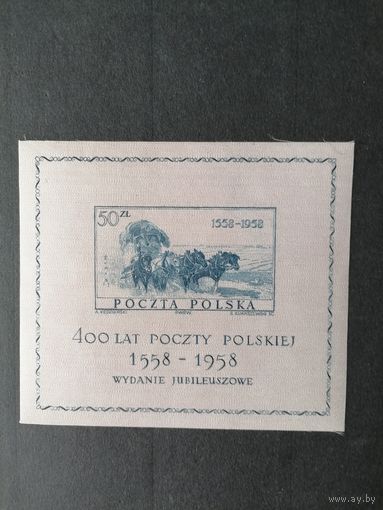 50 ZŁ
1558-1958
POCZTA POLSKA
400 LAT POCZTY POLSKIEJ
1558 - 1958
WYDANIE JUBILEUSZOWE
www.ay.by